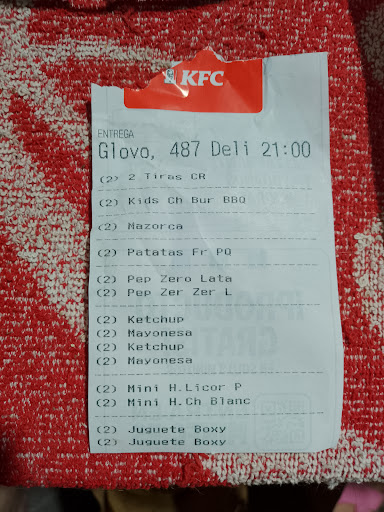 KFC
ENTREGA
Glovo, 487 Deli 21:00
(2) 2 Tiras CR
(2) Kids Ch Bur BBQ
(2) Mazorca
(2) Patatas Fr PQ
(2) Pep Zero Lata
(2) Pep Zer Zer L
(2) Ketchup
(2) Mayonesa
(2) Ketchup
(2) Mayonesa
(2) Mini H.Licor P
(2) Mini H.Ch Blanc
(2) Juguete Boxy
(2) Juguete Boxy